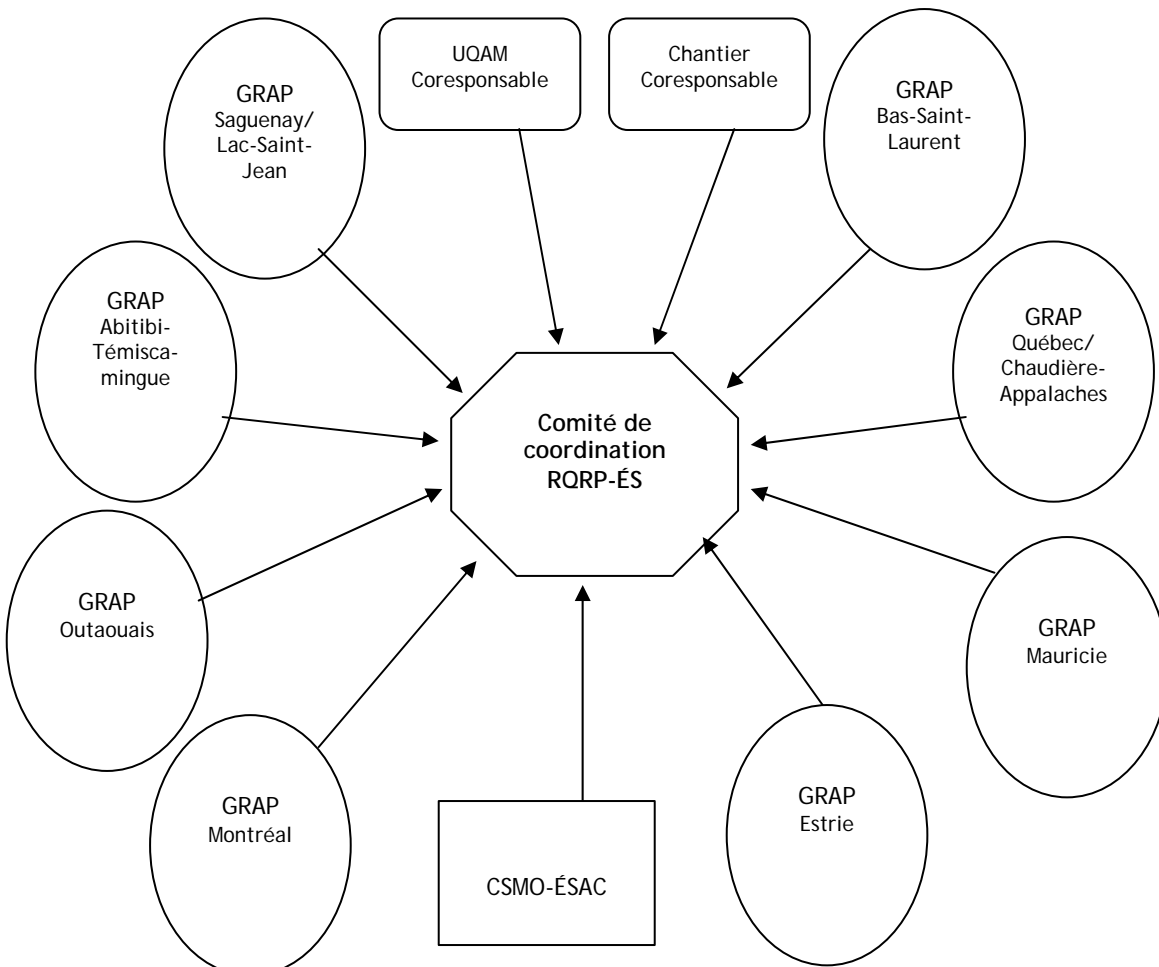 UQAM
Coresponsable
Chantier
Coresponsable
GRAP
Saguenay/
Lac-Saint-
Jean
GRAP
Bas-Saint-
Laurent
GRAP
Abitibi-
Témisca-
mingue
GRAP
Québec/
Chaudière-
Appalaches
Comité de
coordination
RQRP-ÉS
GRAP
Outaouais
GRAP
Mauricie
GRAP
Montréal
CSMO-ÉSAC
GRAP
Estrie